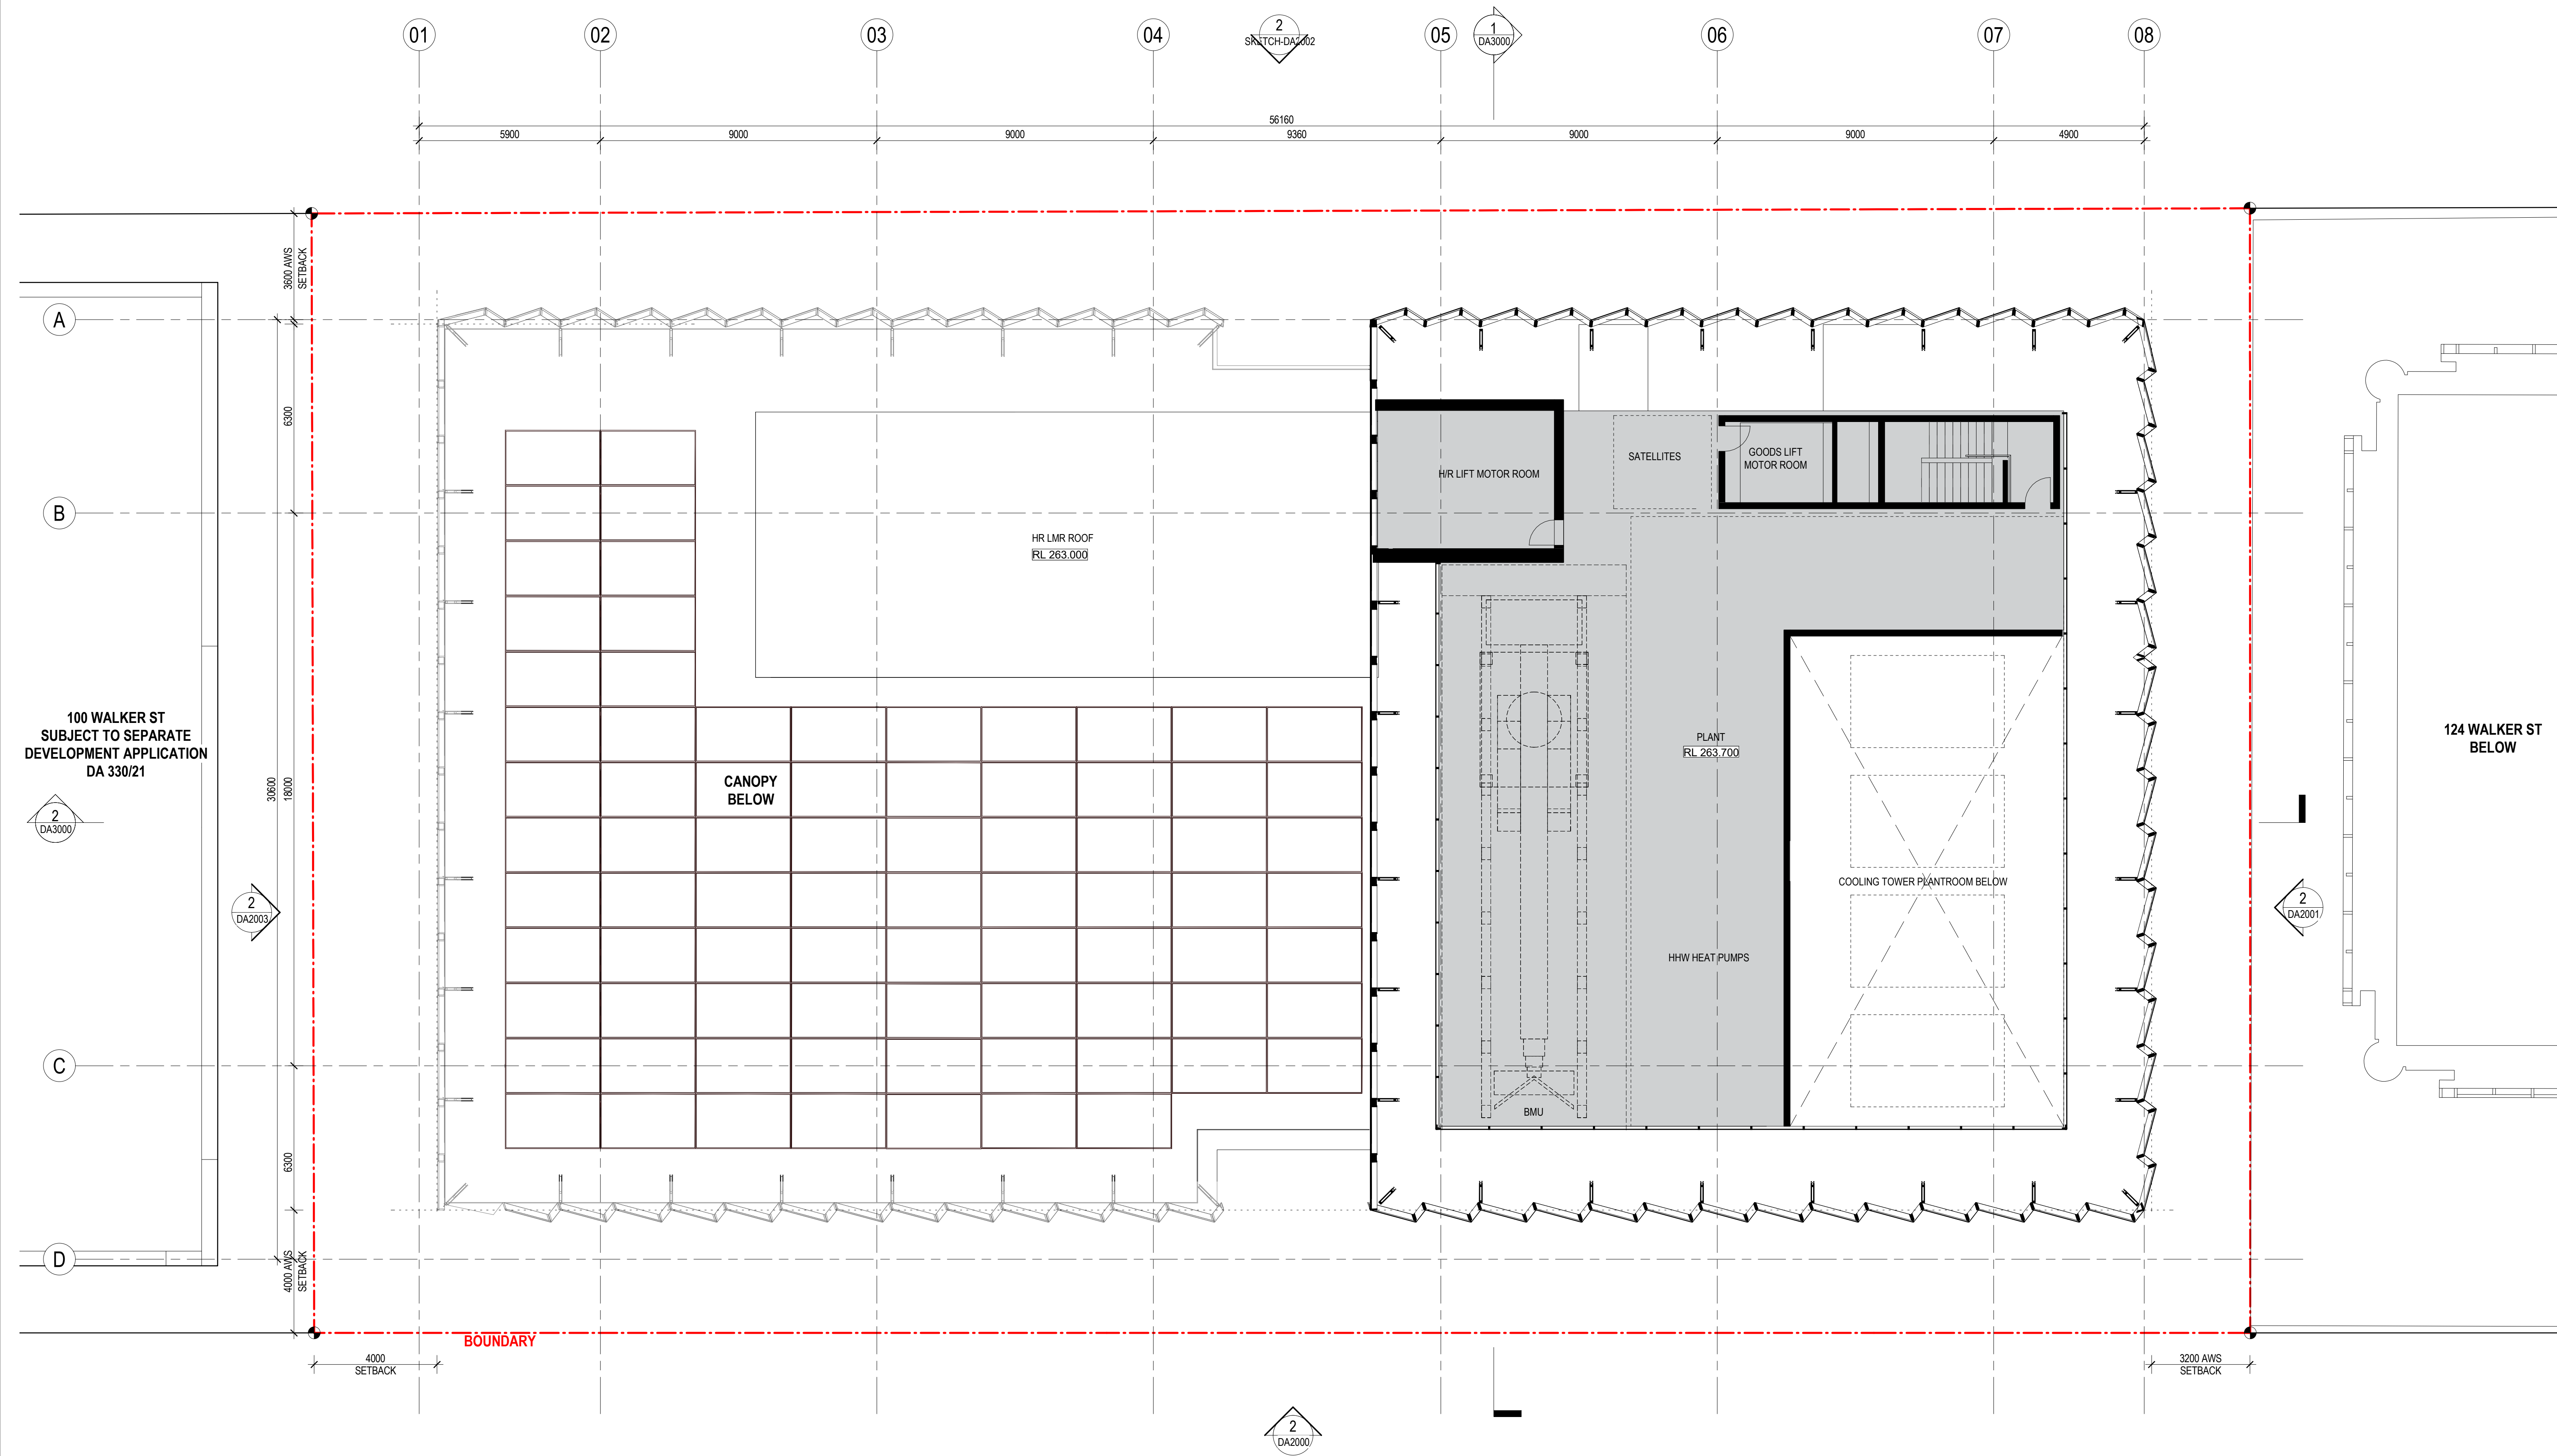 01
02
03
04
2
SKETCH-DA2002
05
1
DA3000
06
07
08
56160
5900
9000
9000
9360
9000
9000
4900
3600 AWS
SETBACK
A
6300
B
H/R LIFT MOTOR ROOM
SATELLITES
GOODS LIFT
MOTOR ROOM
HR LMR ROOF
RL 263.000
100 WALKER ST
SUBJECT TO SEPARATE
DEVELOPMENT APPLICATION
DA 330/21
PLANT
RL 263.700
124 WALKER ST
BELOW
CANOPY
BELOW
30600
18000
2
DA3000
COOLING TOWER PLANTROOM BELOW
2
DA2003
2
DA2001
HHW HEAT PUMPS
C
BMU
6300
D
4000 AWS
SETBACK
BOUNDARY
4000
SETBACK
3200 AWS
SETBACK
2
DA2000